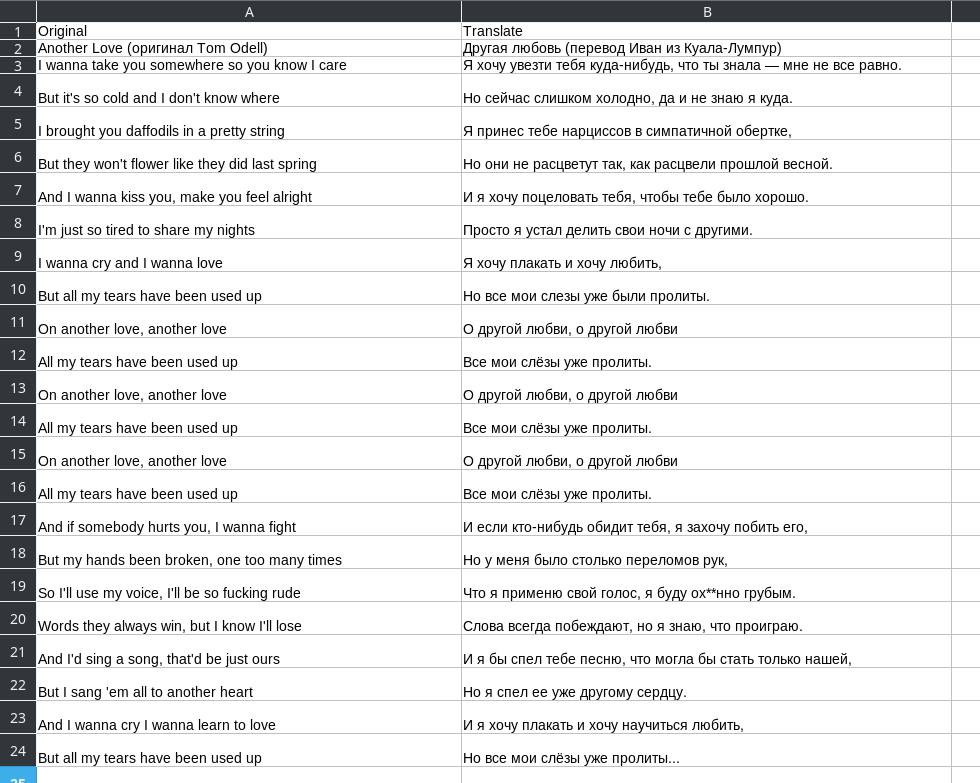 A B
1 Original Translate
2 Another Love (оригинал Tom Odell) Другая любовь (перевод Иван из Куала-Лумпур)
3 I wanna take you somewhere so you know I care Я хочу увезти тебя куда-нибудь, что ты знала — мне не все равно.
4 But it's so cold and I don't know where Но сейчас слишком холодно, да и не знаю я куда.
5 I brought you daffodils in a pretty string Я принес тебе нарциссов в симпатичной обертке,
6 But they won't flower like they did last spring Но они не расцветут так, как расцвели прошлой весной.
7 And I wanna kiss you, make you feel alright И я хочу поцеловать тебя, чтобы тебе было хорошо.
8 I'm just so tired to share my nights Просто я устал делить свои ночи с другими.
9 I wanna cry and I wanna love Я хочу плакать и хочу любить,
10 But all my tears have been used up Но все мои слезы уже были пролиты.
11 On another love, another love О другой любви, о другой любви
12 All my tears have been used up Все мои слёзы уже пролиты.
13 On another love, another love О другой любви, о другой любви
14 All my tears have been used up Все мои слёзы уже пролиты.
15 On another love, another love О другой любви, о другой любви
16 All my tears have been used up Все мои слёзы уже пролиты.
17 And if somebody hurts you, I wanna fight И если кто-нибудь обидит тебя, я захочу побить его,
18 But my hands been broken, one too many times Но у меня было столько переломов рук,
19 So I'll use my voice, I'll be so fucking rude Что я применю свой голос, я буду ох**нно грубым.
20 Words they always win, but I know I'll lose Слова всегда побеждают, но я знаю, что проиграю.
21 And I'd sing a song, that'd be just ours И я бы спел тебе песню, что могла бы стать только нашей,
22 But I sang 'em all to another heart Но я спел ее уже другому сердцу.
23 And I wanna cry I wanna learn to love И я хочу плакать и хочу научиться любить,
24 But all my tears have been used up Но все мои слёзы уже пролиты...
25